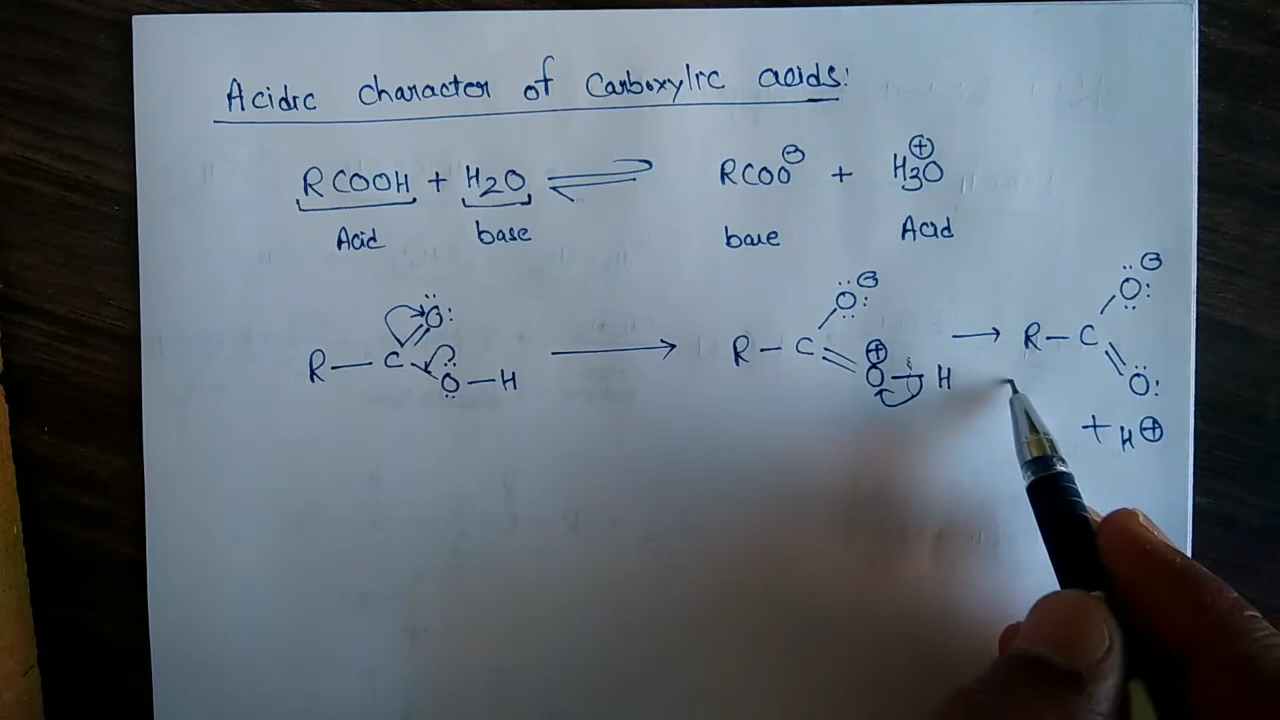 Acidic character of Carboxylic acids:
RCOOH + H2O ⇌ RCOO⊖ + H3O⊕
Acid base base Acid
R—C O: O—H → R—C O:⊖ O⊕—H → R—C O:⊖ O:
+ H⊕